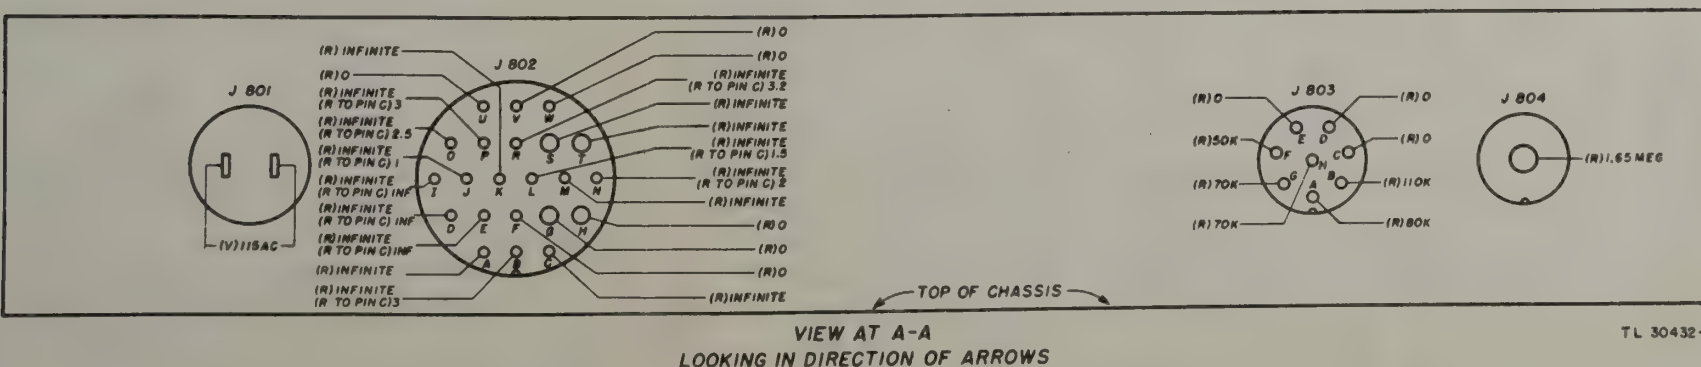 J 801
(V) 115AC
J 802
(R) INFINITE
(R) 0
(R) INFINITE
(R TO PIN C) 3
(R) INFINITE
(R TO PIN C) 2.5
(R) INFINITE
(R TO PIN C) 1
(R) INFINITE
(R TO PIN C) INF
(R) INFINITE
(R TO PIN C) INF
(R) INFINITE
(R TO PIN C) INF
(R) INFINITE
(R) INFINITE
(R TO PIN C) 3
U V W
O P R S T
I J K L M N
D E F G H
A B C
(R) 0
(R) 0
(R) INFINITE
(R TO PIN C) 3.2
(R) INFINITE
(R) INFINITE
(R) INFINITE
(R TO PIN C) 1.5
(R) INFINITE
(R TO PIN C) 2
(R) INFINITE
(R) 0
(R) 0
(R) 0
(R) INFINITE
TOP OF CHASSIS
J 803
(R) 0
(R) 50K
(R) 70K
(R) 70K
E D
F C
H
G B
A
(R) 0
(R) 0
(R) 110K
(R) 80K
J 804
(R) 1.65 MEG
VIEW AT A-A
LOOKING IN DIRECTION OF ARROWS
TL 30432-